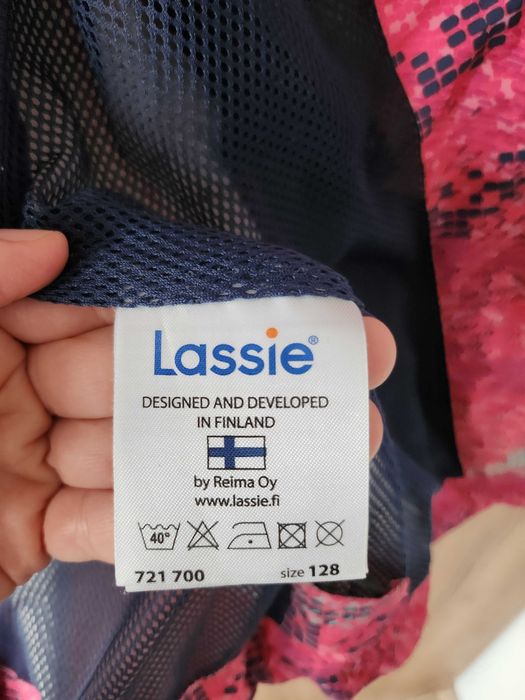 Lassie®
DESIGNED AND DEVELOPED
IN FINLAND
by Reima Oy
www.lassie.fi
40°
721 700 size 128